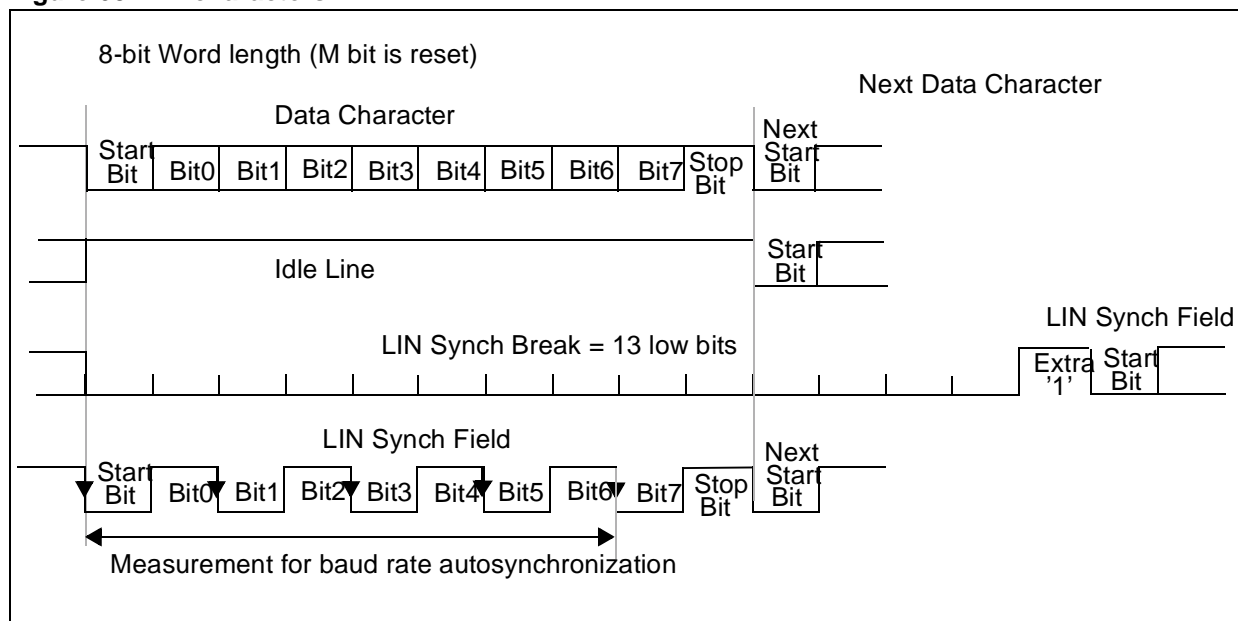 8-bit Word length (M bit is reset)
Next Data Character
Data Character
Start Bit Bit0 Bit1 Bit2 Bit3 Bit4 Bit5 Bit6 Bit7 Stop Bit Next Start Bit
Idle Line
Start Bit
LIN Synch Field
LIN Synch Break = 13 low bits
Extra '1' Start Bit
LIN Synch Field
Start Bit Bit0 Bit1 Bit2 Bit3 Bit4 Bit5 Bit6 Bit7 Stop Bit Next Start Bit
Measurement for baud rate autosynchronization